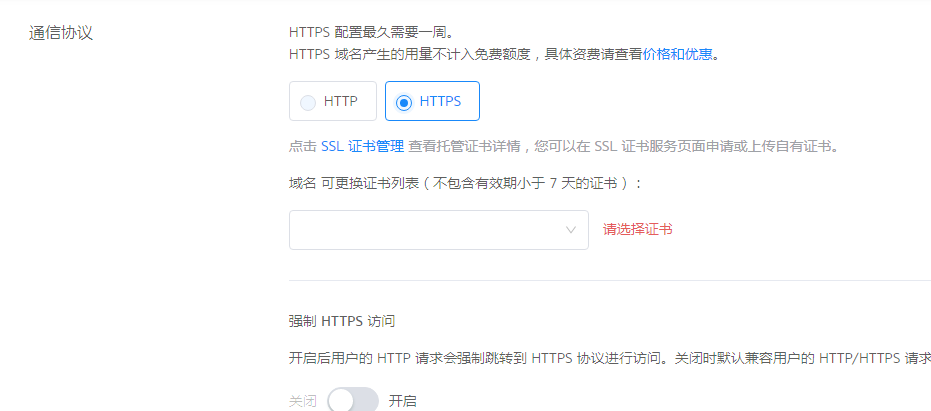 通信协议
HTTPS 配置最久需要一周。
HTTPS 域名产生的用量不计入免费额度，具体资费请查看价格和优惠。
HTTP
HTTPS
点击 SSL 证书管理 查看托管证书详情，您可以在 SSL 证书服务页面申请或上传自有证书。
域名 可更换证书列表（不包含有效期小于 7 天的证书）：
请选择证书
强制 HTTPS 访问
开启后用户的 HTTP 请求会强制跳转到 HTTPS 协议进行访问。关闭时默认兼容用户的 HTTP/HTTPS 请求
关闭
开启